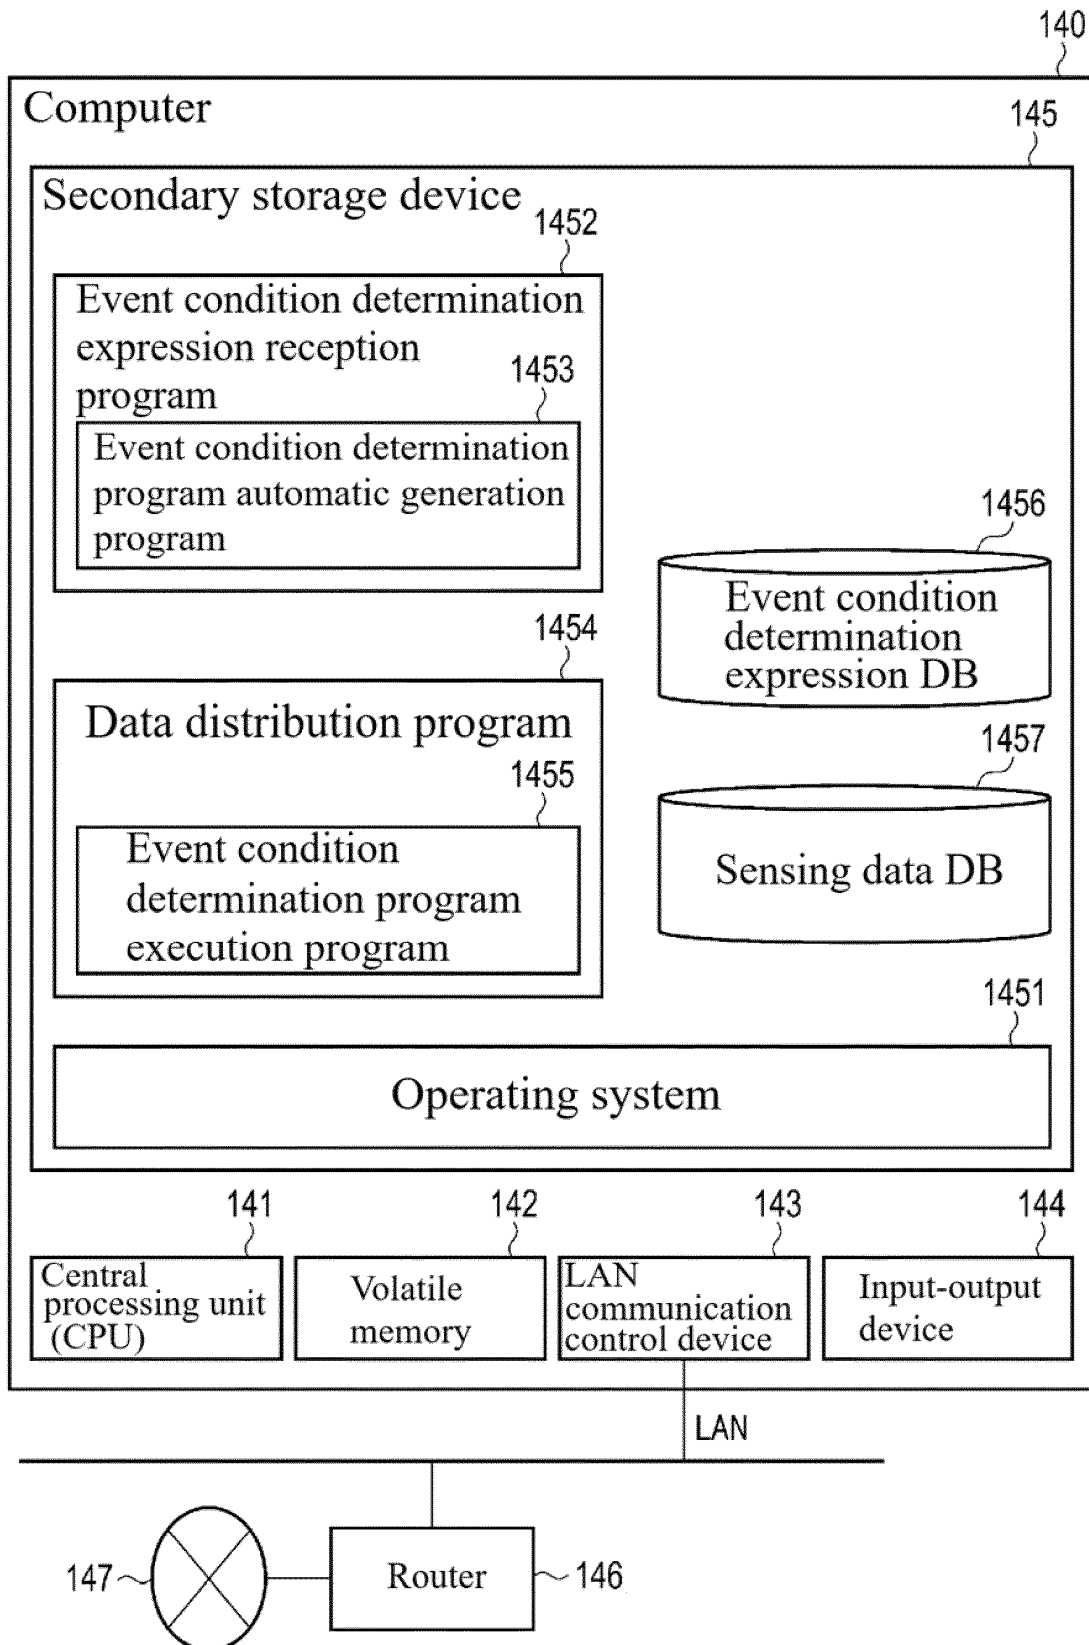 140
Computer
145
Secondary storage device
1452
Event condition determination
expression reception
program
1453
Event condition determination
program automatic generation
program
1456
Event condition
determination
expression DB
1454
Data distribution program
1455
Event condition
determination program
execution program
1457
Sensing data DB
1451
Operating system
141
142
143
144
Central
processing unit
(CPU)
Volatile
memory
LAN
communication
control device
Input-output
device
LAN
147
Router
146